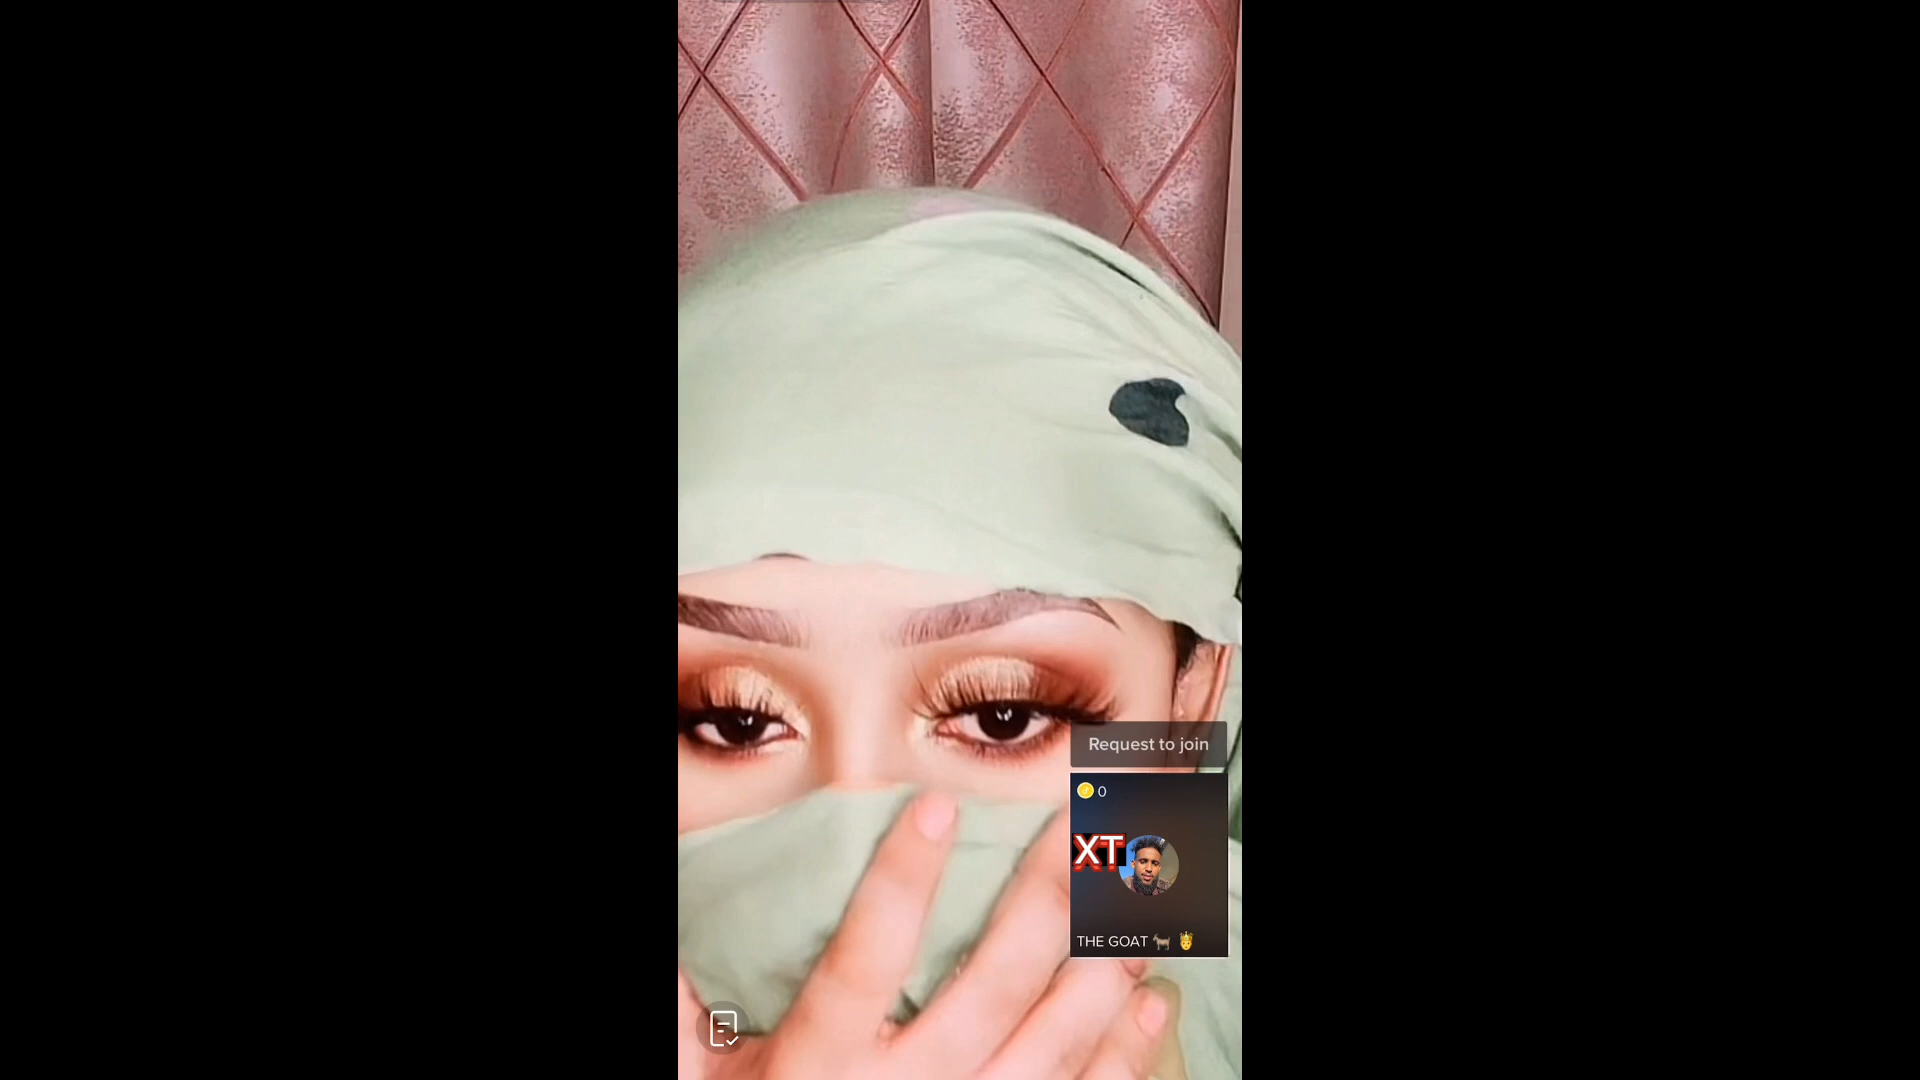 Request to join
0
XT
THE GOAT 🐐 🤴